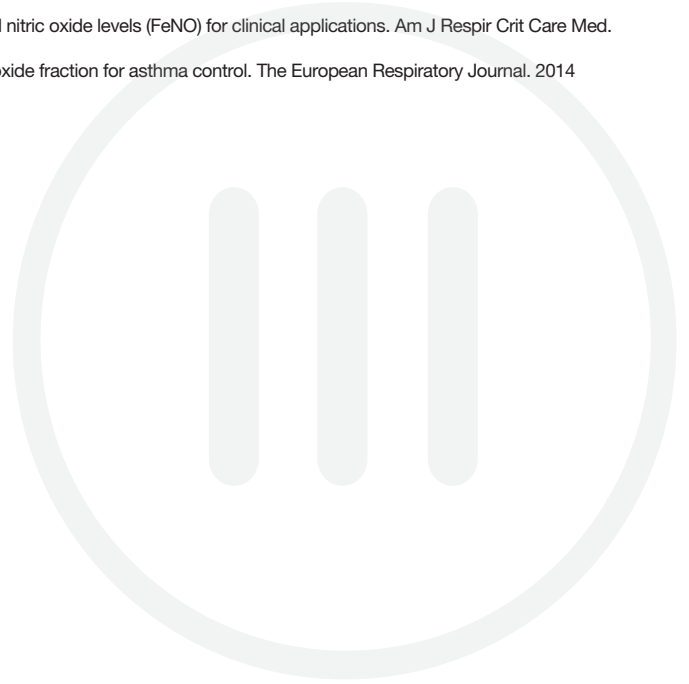 nitric oxide levels (FeNO) for clinical applications. Am J Respir Crit Care Med.
oxide fraction for asthma control. The European Respiratory Journal. 2014